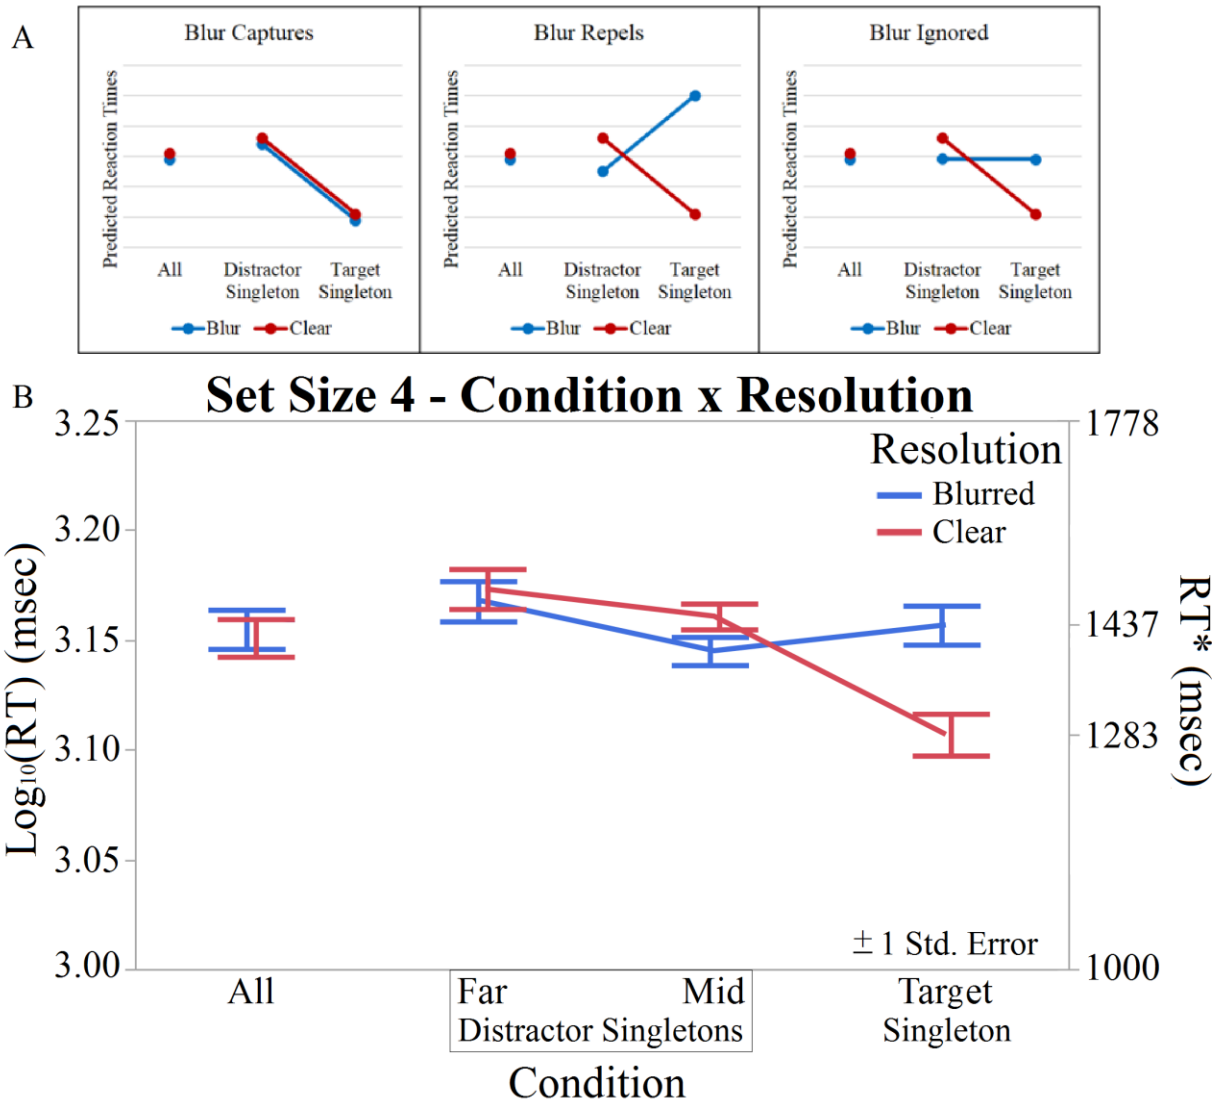 A
Blur Captures
Predicted Reaction Times
All
Distractor Singleton
Target Singleton
Blur
Clear
Blur Repels
Predicted Reaction Times
All
Distractor Singleton
Target Singleton
Blur
Clear
Blur Ignored
Predicted Reaction Times
All
Distractor Singleton
Target Singleton
Blur
Clear
B
Set Size 4 - Condition x Resolution
Log₁₀(RT) (msec)
3.25
3.20
3.15
3.10
3.05
3.00
Resolution
Blurred
Clear
1778
1437
1283
1000
RT* (msec)
± 1 Std. Error
All
Far
Mid
Distractor Singletons
Target
Singleton
Condition